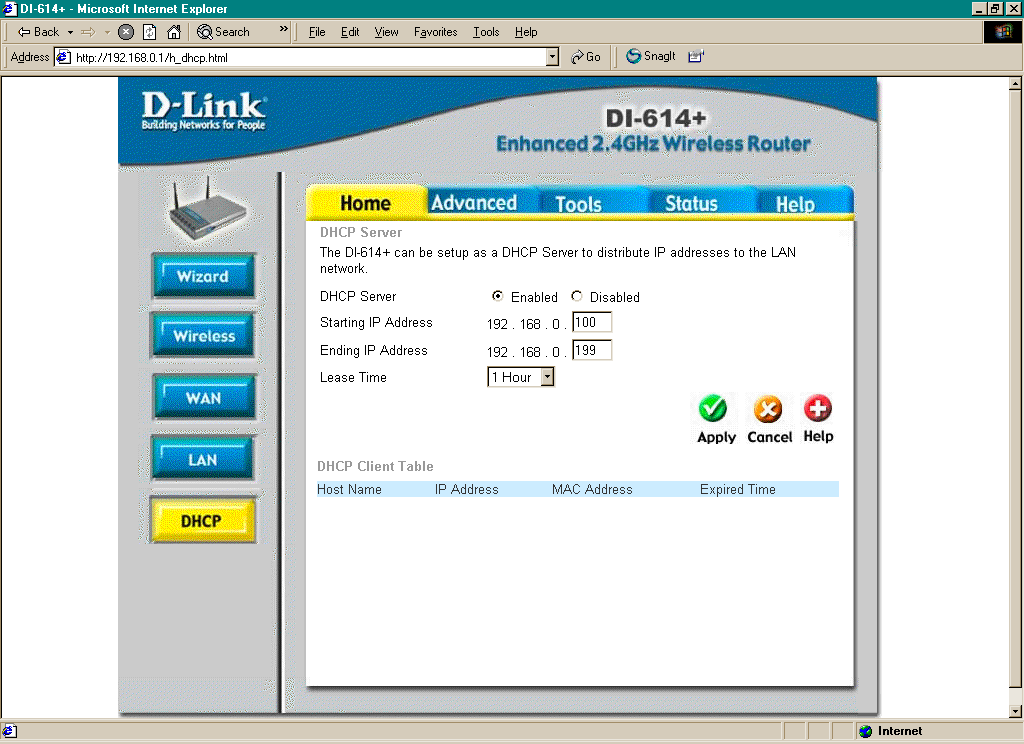 DI-614+ - Microsoft Internet Explorer
Back Search » File Edit View Favorites Tools Help
Address http://192.168.0.1/h_dhcp.html Go SnagIt
D-Link
Building Networks for People
DI-614+
Enhanced 2.4GHz Wireless Router
Home Advanced Tools Status Help
Wizard
Wireless
WAN
LAN
DHCP
DHCP Server
The DI-614+ can be setup as a DHCP Server to distribute IP addresses to the LAN
network.
DHCP Server Enabled Disabled
Starting IP Address 192 . 168 . 0 . 100
Ending IP Address 192 . 168 . 0 . 199
Lease Time 1 Hour
Apply Cancel Help
DHCP Client Table
Host Name IP Address MAC Address Expired Time
Internet